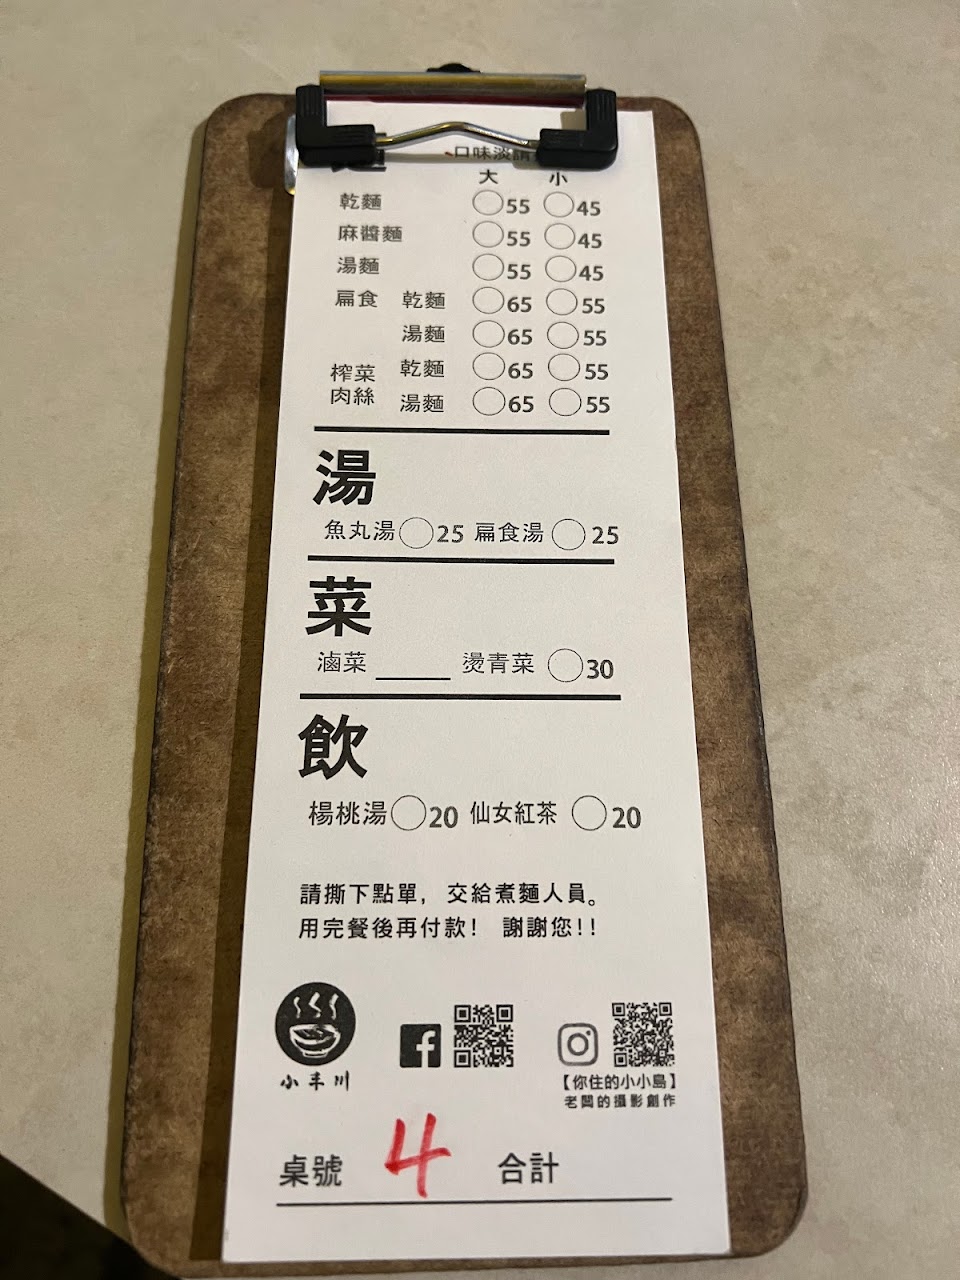 口味淡請
大 小
乾麵 55 45
麻醬麵 55 45
湯麵 55 45
扁食 乾麵 65 55
湯麵 65 55
榨菜肉絲 乾麵 65 55
湯麵 65 55
湯
魚丸湯 25 扁食湯 25
菜
滷菜 燙青菜 30
飲
楊桃湯 20 仙女紅茶 20
請撕下點單， 交給煮麵人員。
用完餐後再付款！ 謝謝您!!
小丰川
【你住的小小島】
老闆的攝影創作
桌號 4 合計